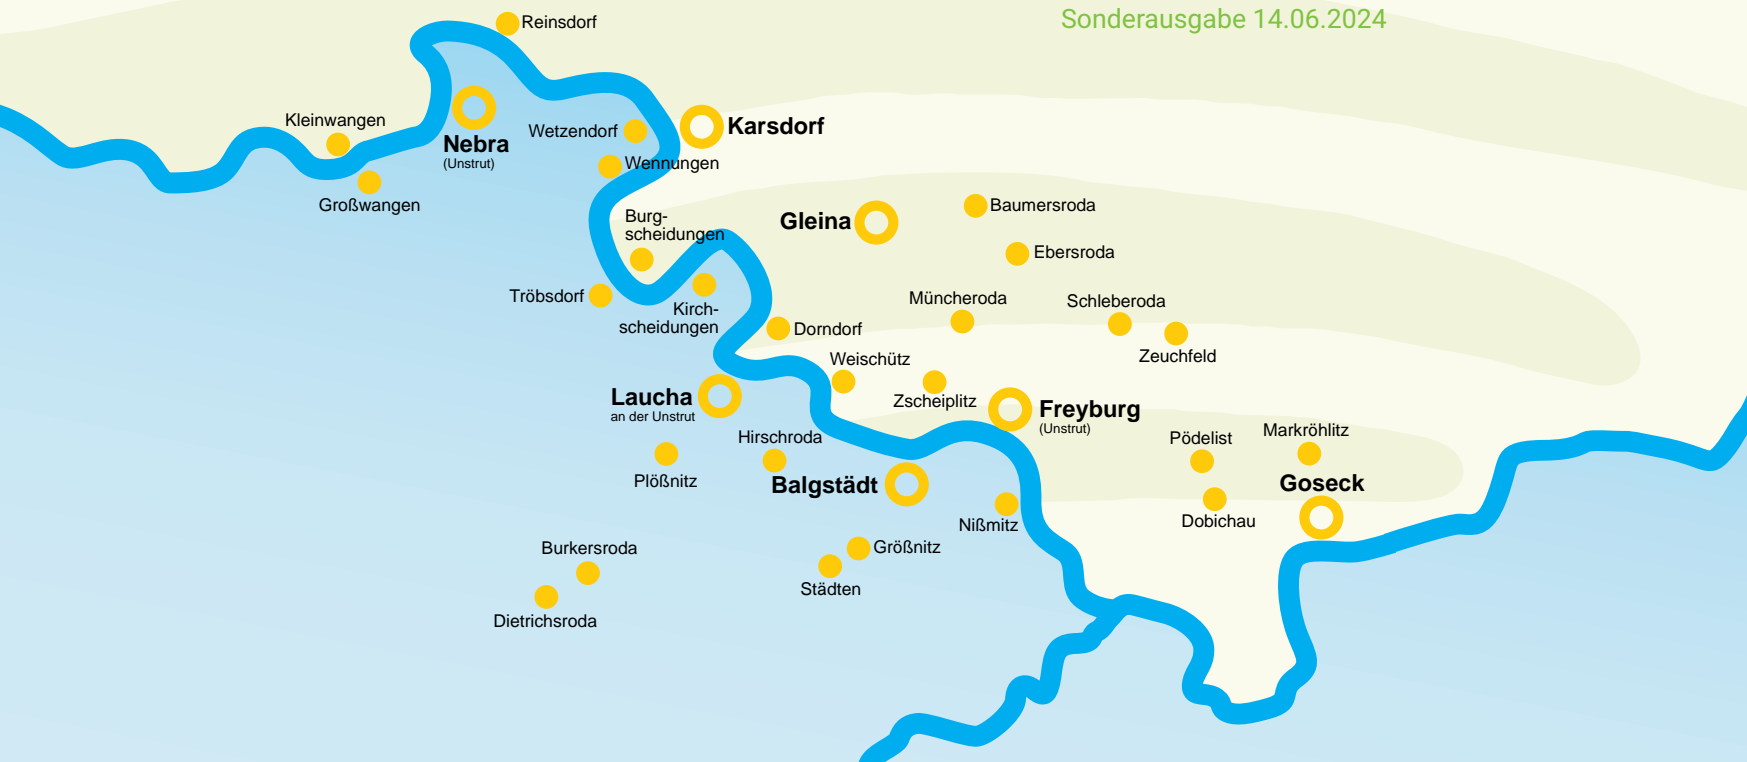 Sonderausgabe 14.06.2024
Reinsdorf
Kleinwangen
Nebra
(Unstrut)
Wetzendorf
Karsdorf
Wennungen
Großwangen
Burg-
scheidungen
Gleina
Baumersroda
Ebersroda
Tröbsdorf
Kirch-
scheidungen
Dorndorf
Müncheroda
Schleberoda
Zeuchfeld
Weischütz
Zscheiplitz
Laucha
an der Unstrut
Freyburg
(Unstrut)
Hirschroda
Pödelist
Markröhlitz
Plößnitz
Balgstädt
Goseck
Nißmitz
Dobichau
Burkersroda
Größnitz
Städten
Dietrichsroda